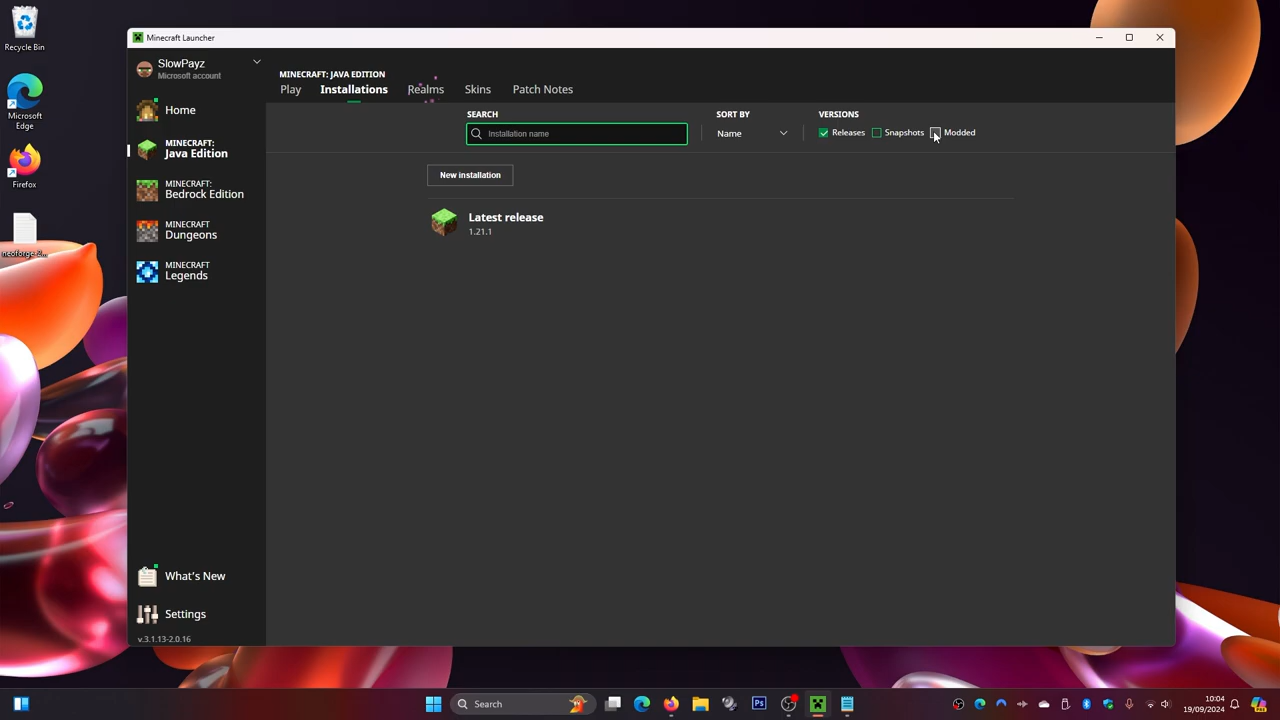 Recycle Bin
Microsoft
Edge
Firefox
Minecraft Launcher
SlowPayz
Microsoft account
Home
MINECRAFT:
Java Edition
MINECRAFT:
Bedrock Edition
MINECRAFT
Dungeons
MINECRAFT
Legends
What's New
Settings
v.3.1.13-2.0.16
MINECRAFT: JAVA EDITION
Play
Installations
Realms
Skins
Patch Notes
SEARCH
Installation name
SORT BY
Name
VERSIONS
Releases
Snapshots
Modded
New installation
Latest release
1.21.1
Search
Ps
10:04
19/09/2024